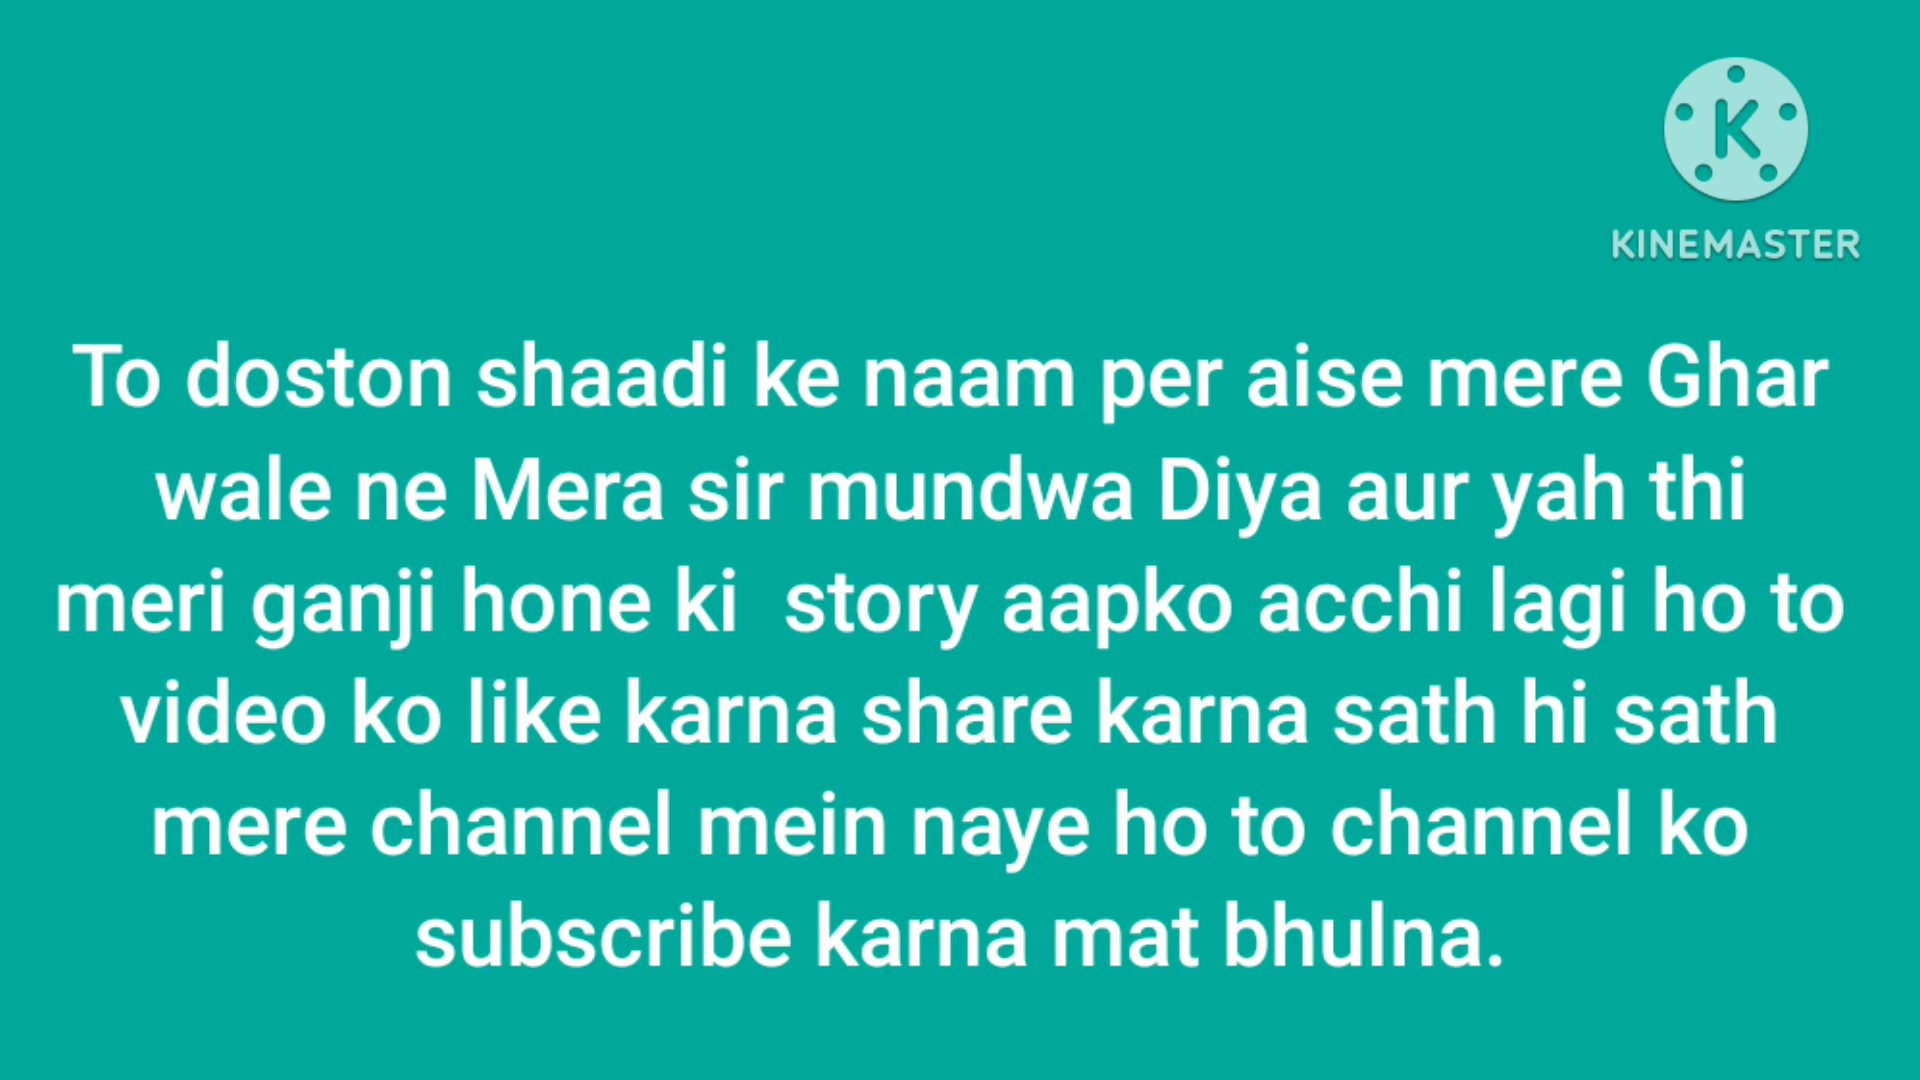 KINEMASTER
To doston shaadi ke naam per aise mere Ghar
wale ne Mera sir mundwa Diya aur yah thi
meri ganji hone ki  story aapko acchi lagi ho to
video ko like karna share karna sath hi sath
mere channel mein naye ho to channel ko
subscribe karna mat bhulna.